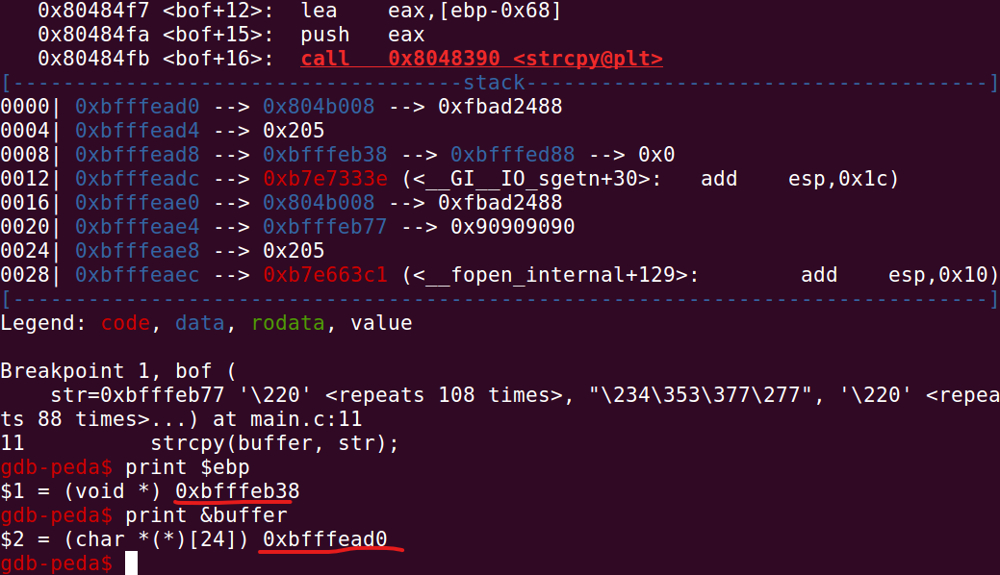 0x80484f7 <bof+12>: lea eax,[ebp-0x68]
0x80484fa <bof+15>: push eax
0x80484fb <bof+16>: call 0x8048390 <strcpy@plt>
[------------------------------------stack-------------------------------------]
0000| 0xbfffead0 --> 0x804b008 --> 0xfbad2488
0004| 0xbfffead4 --> 0x205
0008| 0xbfffead8 --> 0xbfffeb38 --> 0xbfffed88 --> 0x0
0012| 0xbfffeadc --> 0xb7e7333e (<__GI__IO_sgetn+30>: add esp,0x1c)
0016| 0xbfffeae0 --> 0x804b008 --> 0xfbad2488
0020| 0xbfffeae4 --> 0xbfffeb77 --> 0x90909090
0024| 0xbfffeae8 --> 0x205
0028| 0xbfffeaec --> 0xb7e663c1 (<__fopen_internal+129>: add esp,0x10)
[------------------------------------------------------------------------------]
Legend: code, data, rodata, value
Breakpoint 1, bof (
str=0xbfffeb77 '\220' <repeats 108 times>, "\234\353\377\277", '\220' <repea
ts 88 times>...) at main.c:11
11 strcpy(buffer, str);
gdb-peda$ print $ebp
$1 = (void *) 0xbfffeb38
gdb-peda$ print &buffer
$2 = (char *(*)[24]) 0xbfffead0
gdb-peda$